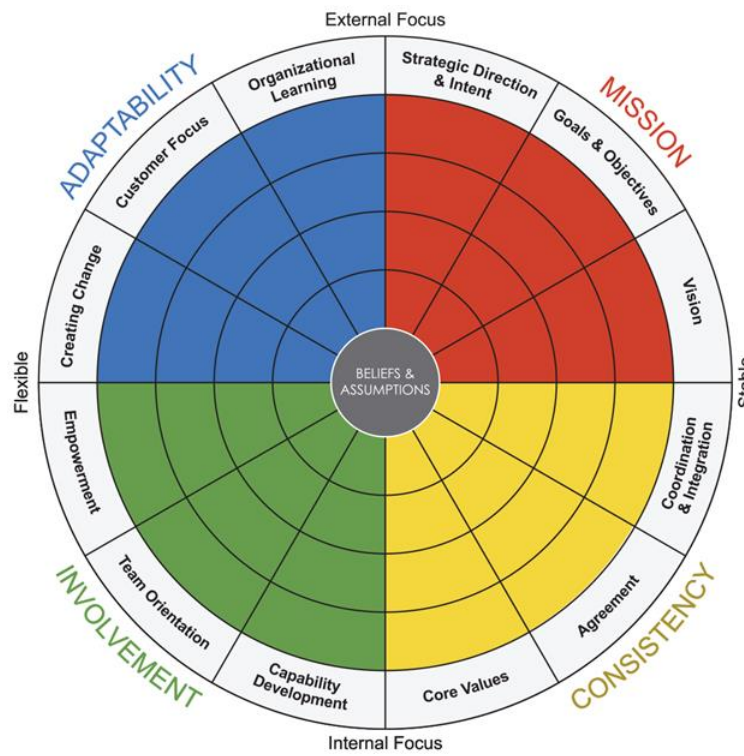 External Focus
ADAPTABILITY
Organizational
Learning
Strategic Direction
& Intent
MISSION
Customer Focus
Goals & Objectives
Creating Change
Vision
Flexible
BELIEFS &
ASSUMPTIONS
Stable
Empowerment
Coordination
& Integration
Team Orientation
Agreement
INVOLVEMENT
Capability
Development
Core Values
CONSISTENCY
Internal Focus